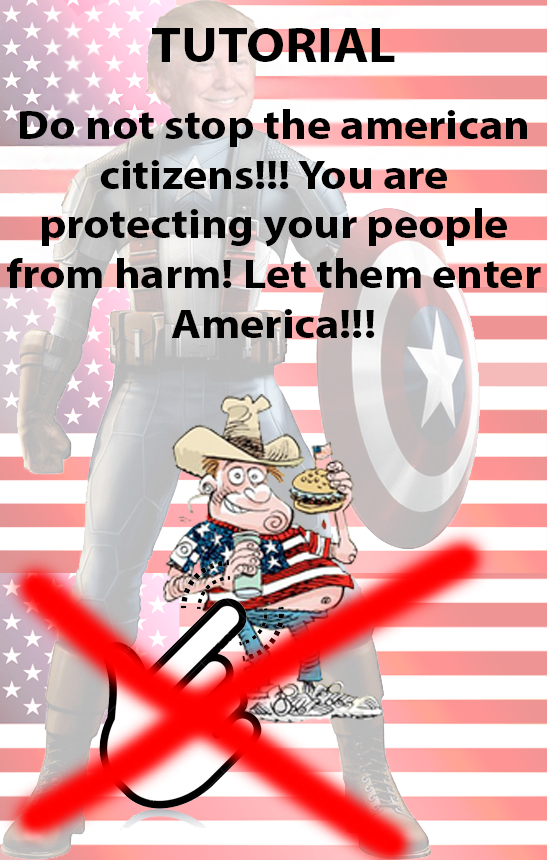 TUTORIAL
Do not stop the american
citizens!!! You are
protecting your people
from harm! Let them enter
America!!!